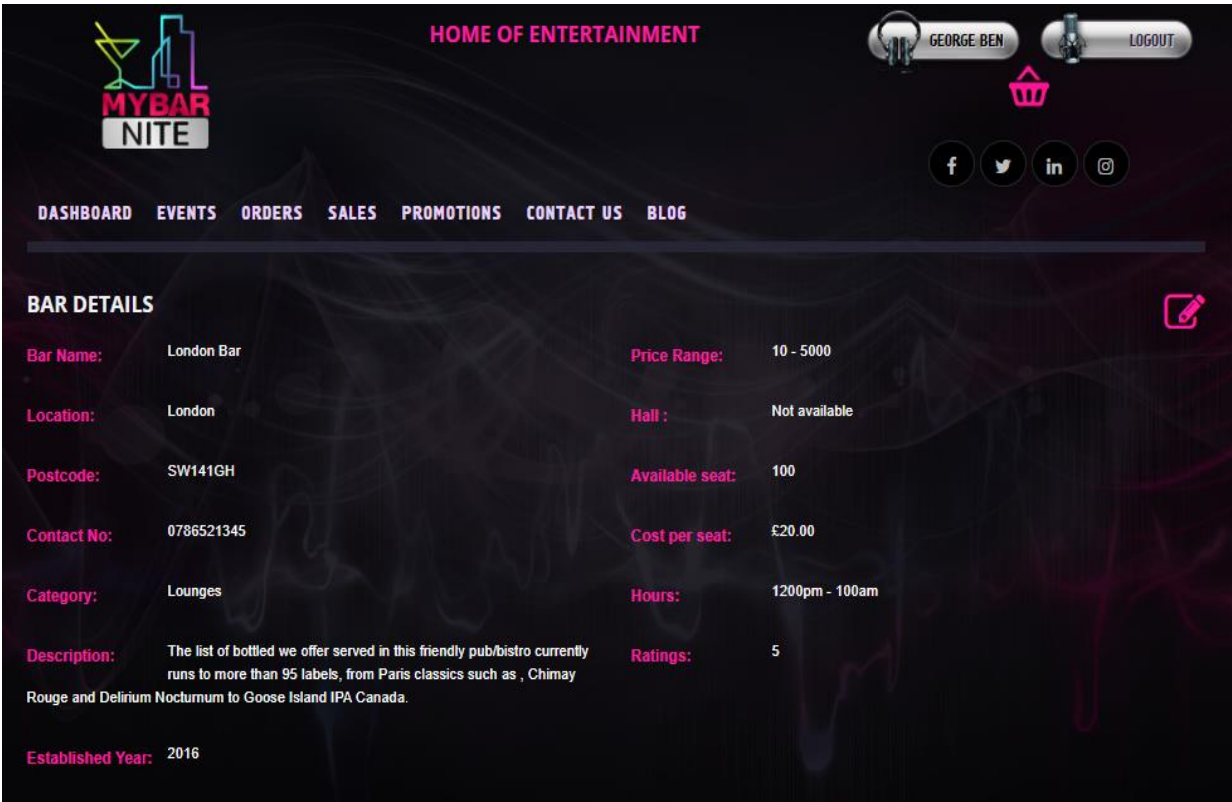 HOME OF ENTERTAINMENT
GEORGE BEN
LOGOUT
MYBAR
NITE
DASHBOARD EVENTS ORDERS SALES PROMOTIONS CONTACT US BLOG
BAR DETAILS
Bar Name: London Bar
Price Range: 10 - 5000
Location: London
Hall : Not available
Postcode: SW141GH
Available seat: 100
Contact No: 0786521345
Cost per seat: £20.00
Category: Lounges
Hours: 1200pm - 100am
Description: The list of bottled we offer served in this friendly pub/bistro currently
runs to more than 95 labels, from Paris classics such as , Chimay
Rouge and Delirium Nocturnum to Goose Island IPA Canada.
Ratings: 5
Established Year: 2016